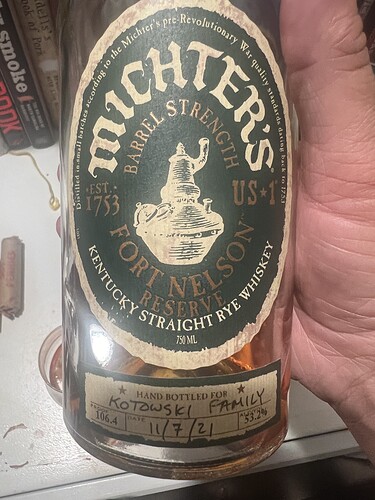 smoke
Distilled in small batches according to the Michter's pre-Revolutionary War quality standards dating back to 1753
MICHTER'S
BARREL STRENGTH
·EST.·
1753
US★1
FORT NELSON
RESERVE
KENTUCKY STRAIGHT RYE WHISKEY
750 ML
★ HAND BOTTLED FOR ★
KOTOWSKI FAMILY
106.4 DATE 11/7/21 53.2%